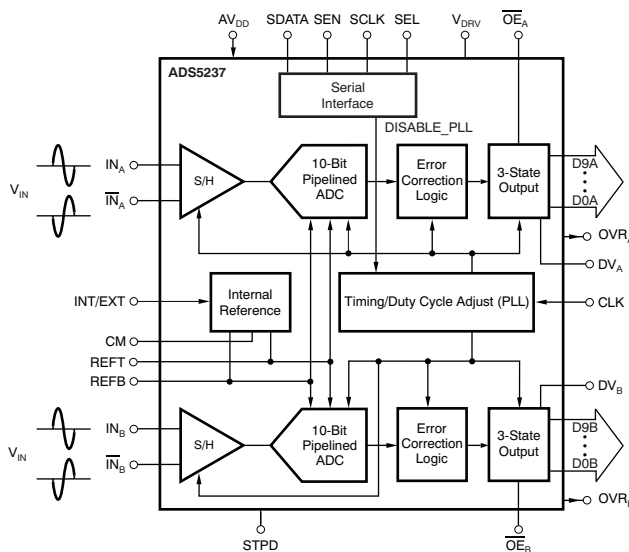 AVDD SDATA SEN SCLK SEL VDRV OEA
ADS5237
Serial
Interface
DISABLE_PLL
VIN
INA
INA
S/H
10-Bit
Pipelined
ADC
Error
Correction
Logic
3-State
Output
D9A
D0A
OVR
DVA
INT/EXT
Internal
Reference
Timing/Duty Cycle Adjust (PLL)
CLK
CM
REFT
REFB
DVB
VIN
INB
INB
S/H
10-Bit
Pipelined
ADC
Error
Correction
Logic
3-State
Output
D9B
D0B
OVR
STPD
OEB